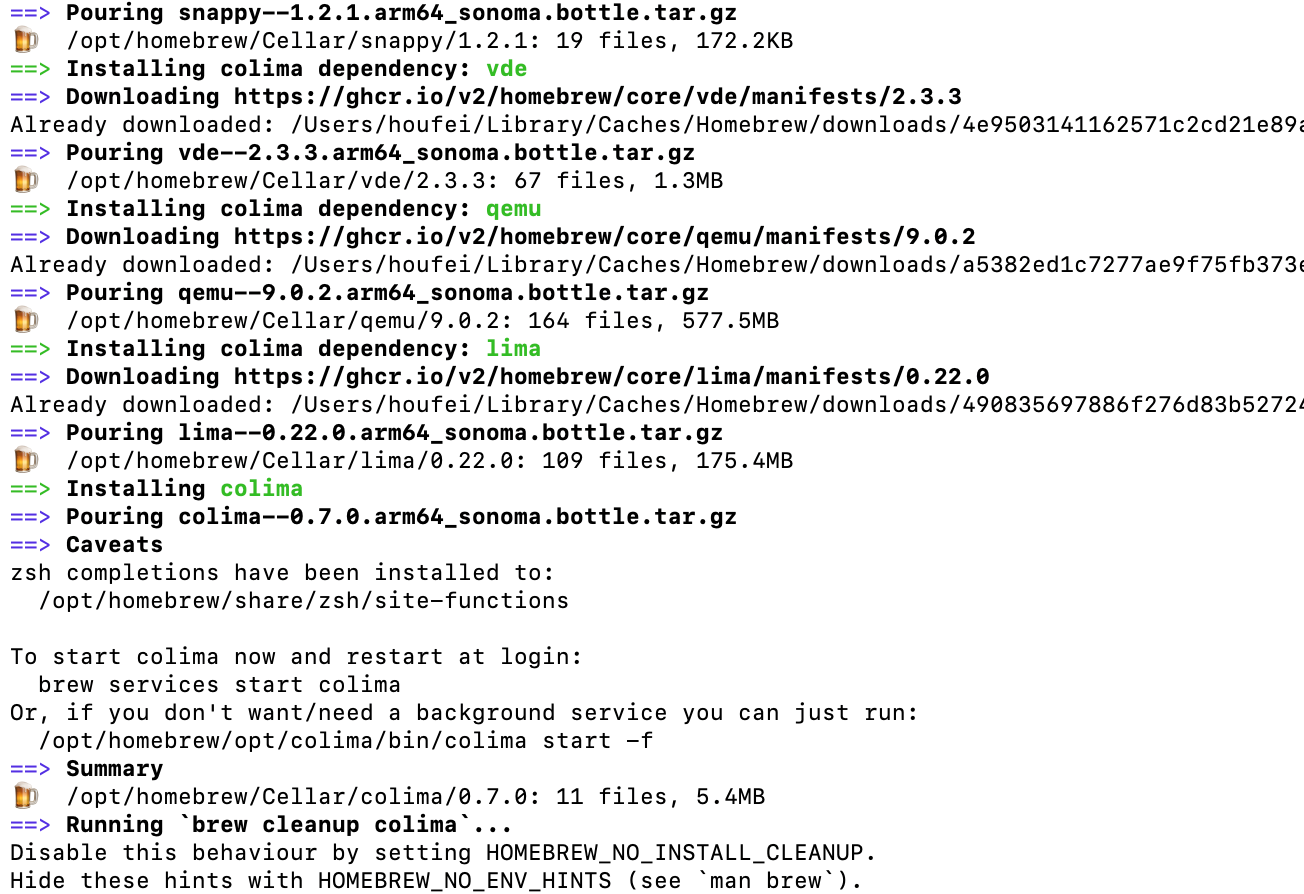 ==> Pouring snappy--1.2.1.arm64_sonoma.bottle.tar.gz
🍺  /opt/homebrew/Cellar/snappy/1.2.1: 19 files, 172.2KB
==> Installing colima dependency: vde
==> Downloading https://ghcr.io/v2/homebrew/core/vde/manifests/2.3.3
Already downloaded: /Users/houfei/Library/Caches/Homebrew/downloads/4e9503141162571c2cd21e89a
==> Pouring vde--2.3.3.arm64_sonoma.bottle.tar.gz
🍺  /opt/homebrew/Cellar/vde/2.3.3: 67 files, 1.3MB
==> Installing colima dependency: qemu
==> Downloading https://ghcr.io/v2/homebrew/core/qemu/manifests/9.0.2
Already downloaded: /Users/houfei/Library/Caches/Homebrew/downloads/a5382ed1c7277ae9f75fb373e
==> Pouring qemu--9.0.2.arm64_sonoma.bottle.tar.gz
🍺  /opt/homebrew/Cellar/qemu/9.0.2: 164 files, 577.5MB
==> Installing colima dependency: lima
==> Downloading https://ghcr.io/v2/homebrew/core/lima/manifests/0.22.0
Already downloaded: /Users/houfei/Library/Caches/Homebrew/downloads/490835697886f276d83b52724
==> Pouring lima--0.22.0.arm64_sonoma.bottle.tar.gz
🍺  /opt/homebrew/Cellar/lima/0.22.0: 109 files, 175.4MB
==> Installing colima
==> Pouring colima--0.7.0.arm64_sonoma.bottle.tar.gz
==> Caveats
zsh completions have been installed to:
  /opt/homebrew/share/zsh/site-functions

To start colima now and restart at login:
  brew services start colima
Or, if you don't want/need a background service you can just run:
  /opt/homebrew/opt/colima/bin/colima start -f
==> Summary
🍺  /opt/homebrew/Cellar/colima/0.7.0: 11 files, 5.4MB
==> Running `brew cleanup colima`...
Disable this behaviour by setting HOMEBREW_NO_INSTALL_CLEANUP.
Hide these hints with HOMEBREW_NO_ENV_HINTS (see `man brew`).